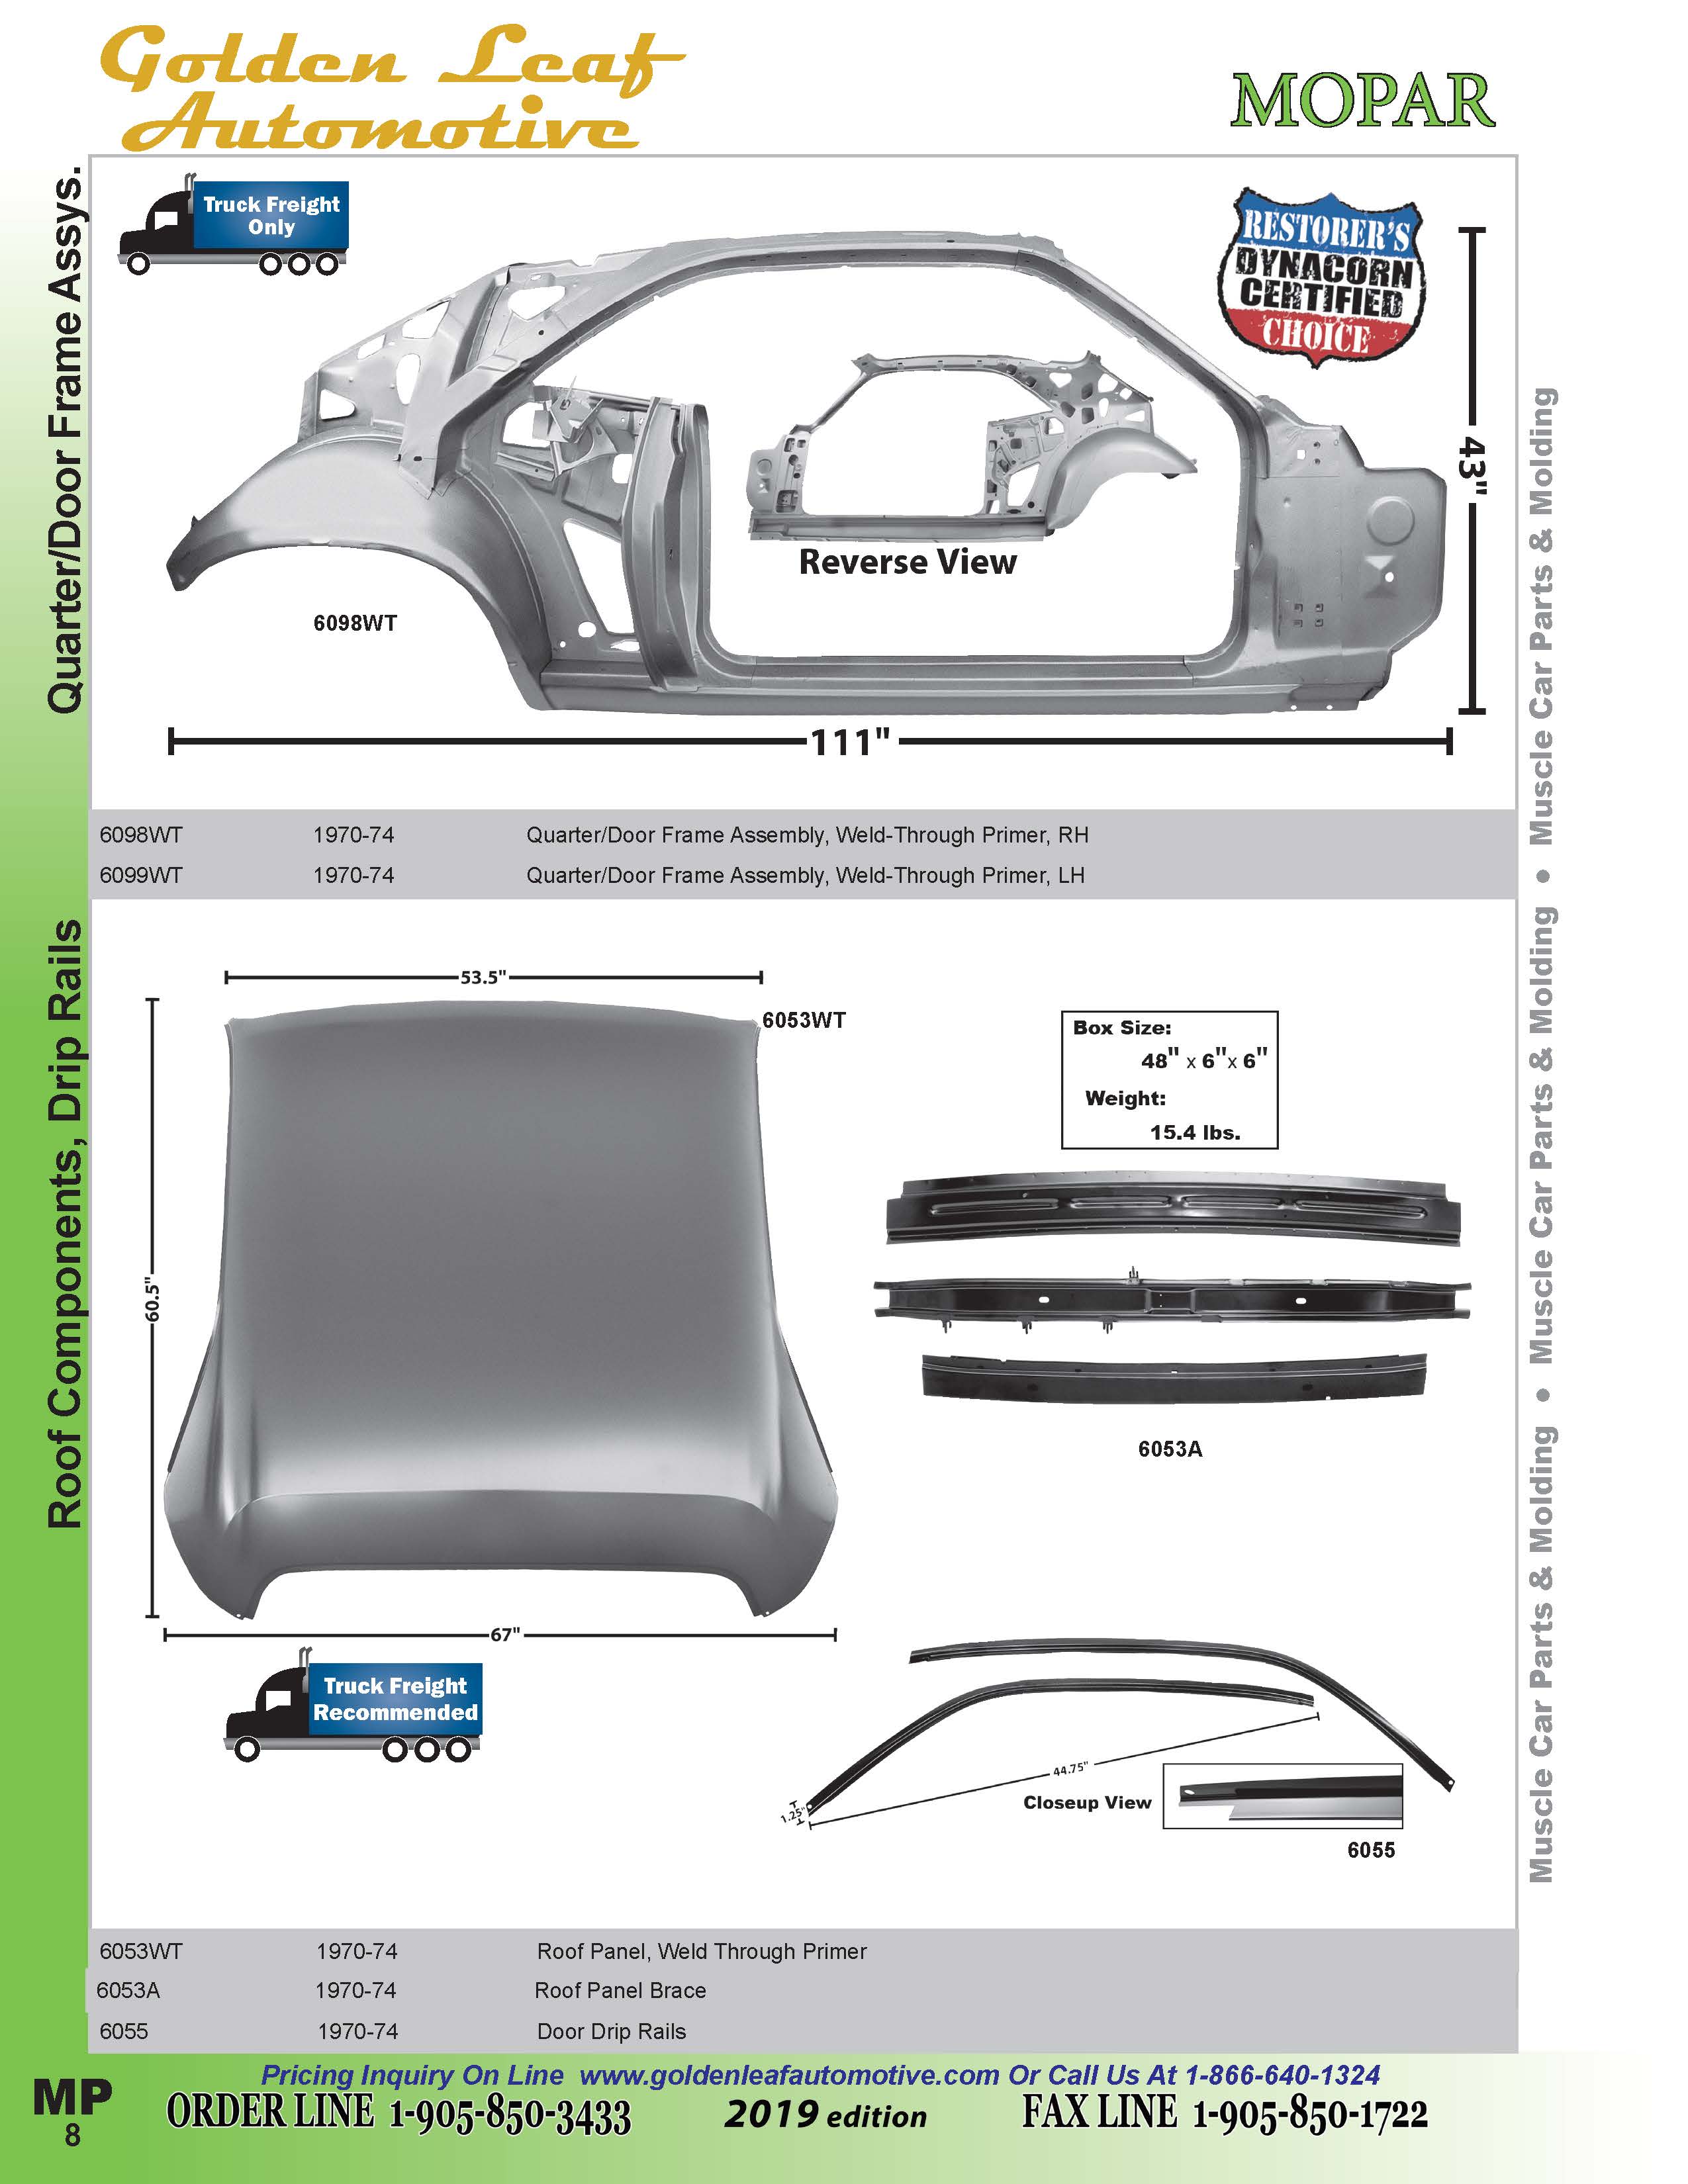 Golden Leaf
Automotive
MOPAR
Quarter/Door Frame Assys.
Truck Freight
Only
RESTORER'S
DYNACORN
CERTIFIED
CHOICE
43"
Reverse View
6098WT
111"
6098WT 1970-74 Quarter/Door Frame Assembly, Weld-Through Primer, RH
6099WT 1970-74 Quarter/Door Frame Assembly, Weld-Through Primer, LH
Roof Components, Drip Rails
53.5"
6053WT
60.5"
67"
Truck Freight
Recommended
Box Size:
48" x 6"x 6"
Weight:
15.4 lbs.
6053A
44.75"
1.25"
Closeup View
6055
6053WT 1970-74 Roof Panel, Weld Through Primer
6053A 1970-74 Roof Panel Brace
6055 1970-74 Door Drip Rails
Muscle Car Parts & Molding • Muscle Car Parts & Molding • Muscle Car Parts & Molding
Pricing Inquiry On Line www.goldenleafautomotive.com Or Call Us At 1-866-640-1324
MP
8
ORDER LINE 1-905-850-3433 2019 edition FAX LINE 1-905-850-1722